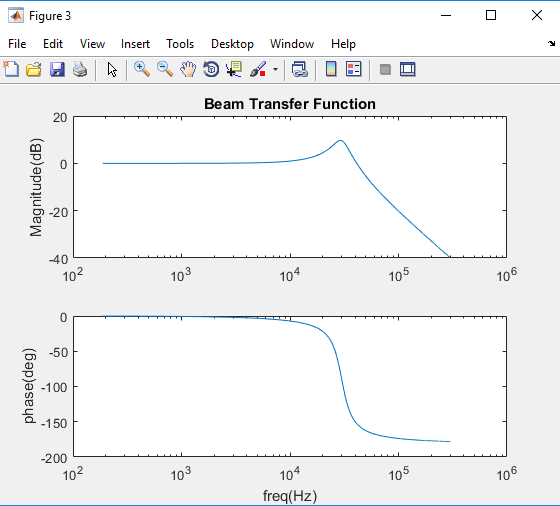 Figure 3
File Edit View Insert Tools Desktop Window Help
Beam Transfer Function
Magnitude(dB)
20
0
-20
-40
10^2 10^3 10^4 10^5 10^6
phase(deg)
0
-50
-100
-150
-200
10^2 10^3 10^4 10^5 10^6
freq(Hz)